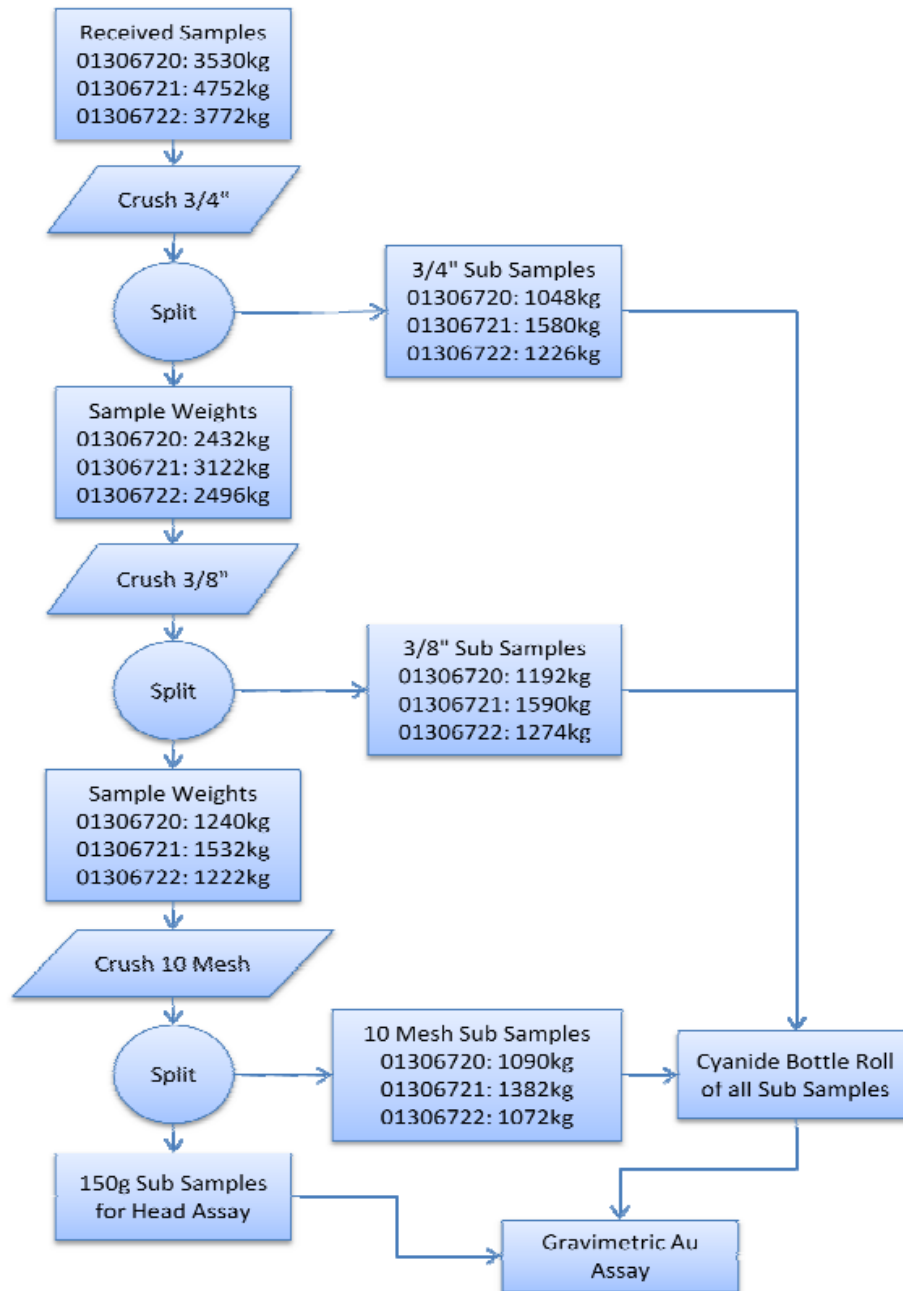 Received Samples
01306720: 3530kg
01306721: 4752kg
01306722: 3772kg
Crush 3/4"
Split
3/4" Sub Samples
01306720: 1048kg
01306721: 1580kg
01306722: 1226kg
Sample Weights
01306720: 2432kg
01306721: 3122kg
01306722: 2496kg
Crush 3/8"
Split
3/8" Sub Samples
01306720: 1192kg
01306721: 1590kg
01306722: 1274kg
Sample Weights
01306720: 1240kg
01306721: 1532kg
01306722: 1222kg
Crush 10 Mesh
Split
10 Mesh Sub Samples
01306720: 1090kg
01306721: 1382kg
01306722: 1072kg
Cyanide Bottle Roll
of all Sub Samples
150g Sub Samples
for Head Assay
Gravimetric Au
Assay